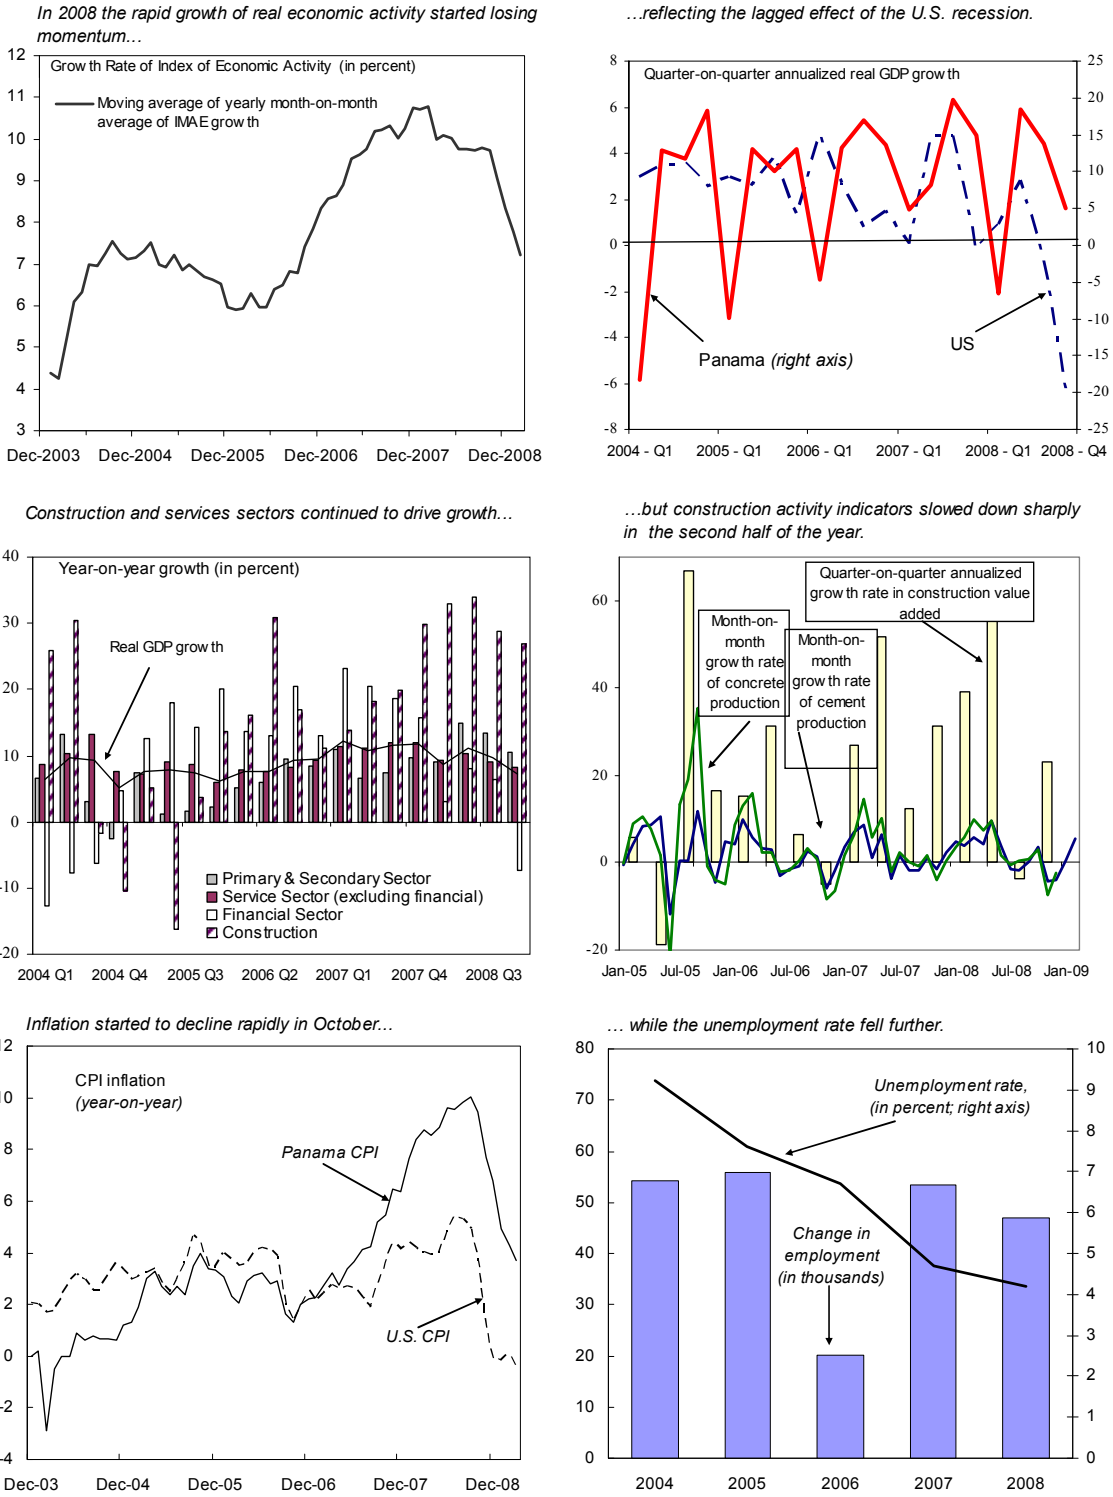 In 2008 the rapid growth of real economic activity started losing
momentum…
12
11
10
9
8
7
6
5
4
3
Growth Rate of Index of Economic Activity (in percent)
Moving average of yearly month-on-month
average of IMAE growth
Dec-2003 Dec-2004 Dec-2005 Dec-2006 Dec-2007 Dec-2008
…reflecting the lagged effect of the U.S. recession.
8
6
4
2
0
-2
-4
-6
-8
Quarter-on-quarter annualized real GDP growth
Panama (right axis)
US
25
20
15
10
5
0
-5
-10
-15
-20
-25
2004 - Q1 2005 - Q1 2006 - Q1 2007 - Q1 2008 - Q1 2008 - Q4
Construction and services sectors continued to drive growth…
40
30
20
10
0
-10
-20
Year-on-year growth (in percent)
Real GDP growth
Primary & Secondary Sector
Service Sector (excluding financial)
Financial Sector
Construction
2004 Q1 2004 Q4 2005 Q3 2006 Q2 2007 Q1 2007 Q4 2008 Q3
…but construction activity indicators slowed down sharply
in the second half of the year.
60
40
20
0
-20
Quarter-on-quarter annualized
growth rate in construction value
added
Month-on-
month
growth rate
of concrete
production
Month-on-
month
growth rate
of cement
production
Jan-05 Jul-05 Jan-06 Jul-06 Jan-07 Jul-07 Jan-08 Jul-08 Jan-09
Inflation started to decline rapidly in October…
12
10
8
6
4
2
0
-2
-4
CPI inflation
(year-on-year)
Panama CPI
U.S. CPI
Dec-03 Dec-04 Dec-05 Dec-06 Dec-07 Dec-08
… while the unemployment rate fell further.
80
70
60
50
40
30
20
10
0
Unemployment rate,
(in percent; right axis)
Change in
employment
(in thousands)
10
9
8
7
6
5
4
3
2
1
0
2004 2005 2006 2007 2008